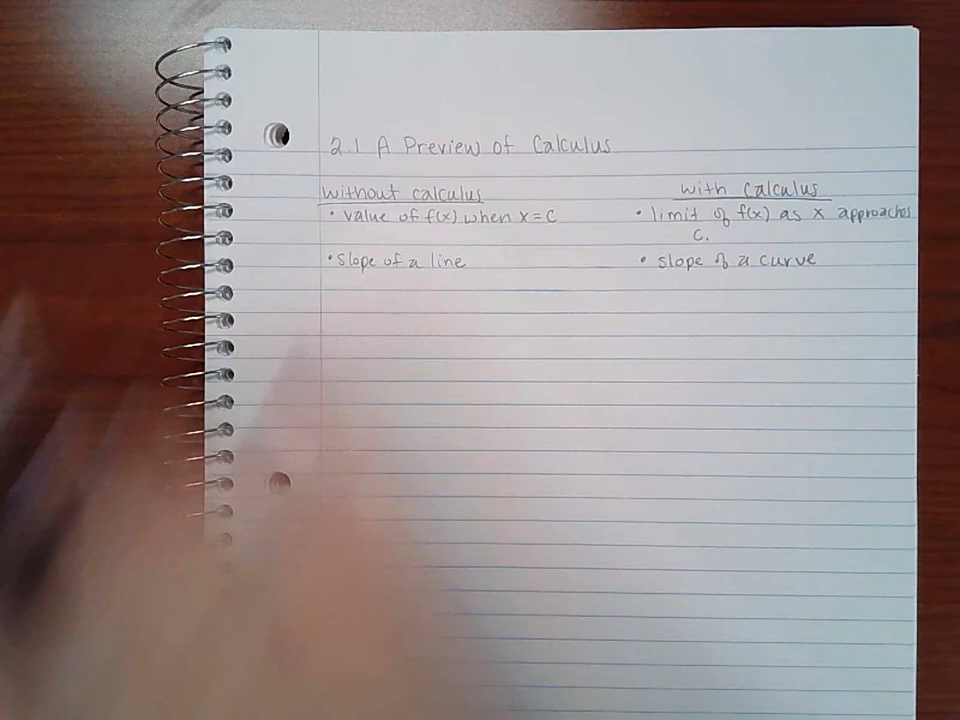 2.1 A Preview of Calculus
without calculus
with calculus
• value of f(x) when x = c
• limit of f(x) as x approaches
c.
• slope of a line
• slope of a curve